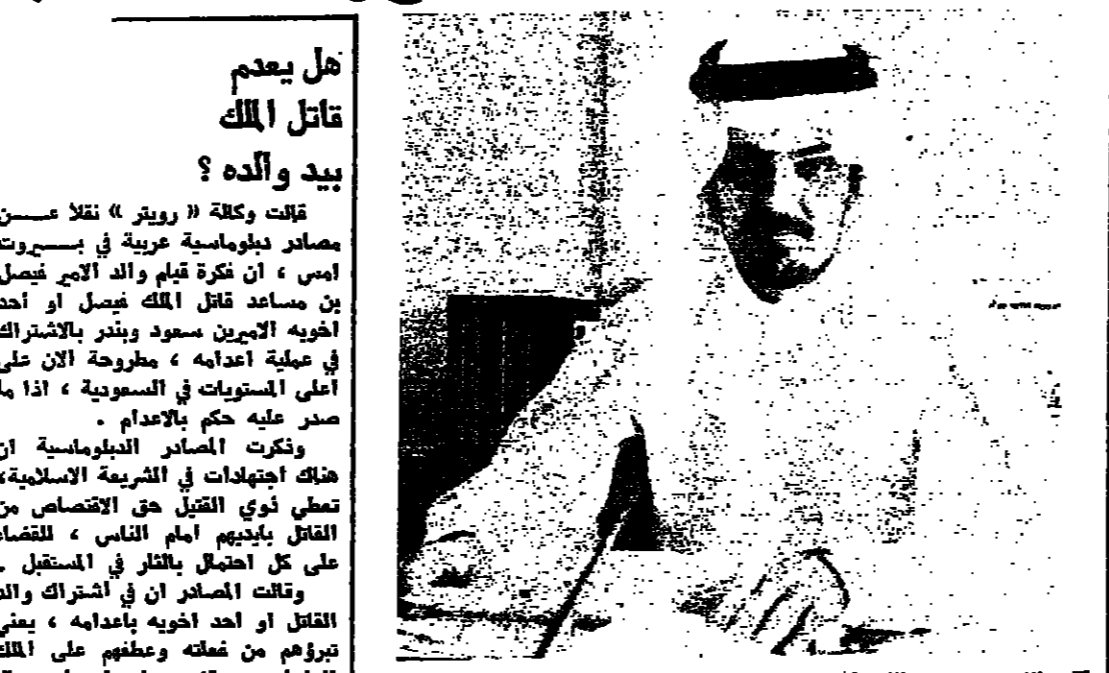 هل يعدم
قاتل الملك
بيد والده ؟
قالت وكالة « رويتر » نقلا عــــن
مصادر دبلوماسية عربية في بـــــيروت
امس ، ان فكرة قيام والد الامير فيصل
بن مساعد قاتل الملك فيصل او احد
اخويه الاميرين سعود وبندر بالاشتراك
في عملية اعدامه ، مطروحة الان على
اعلى المستويات في السعودية ، اذا ما
صدر عليه حكم بالاعدام .
وذكرت المصادر الدبلوماسية ان
هناك اجتهادات في الشريعة الاسلامية،
تعطي ذوي القتيل حق الاقتصاص من
القاتل بايديهم امام الناس ، للقضاء
على كل احتمال بالثار في المستقبل .
وقالت المصادر ان في اشتراك والد
القاتل او احد اخويه باعدامه ، يعني
تبرؤهم من فعلته وعطفهم على الملك